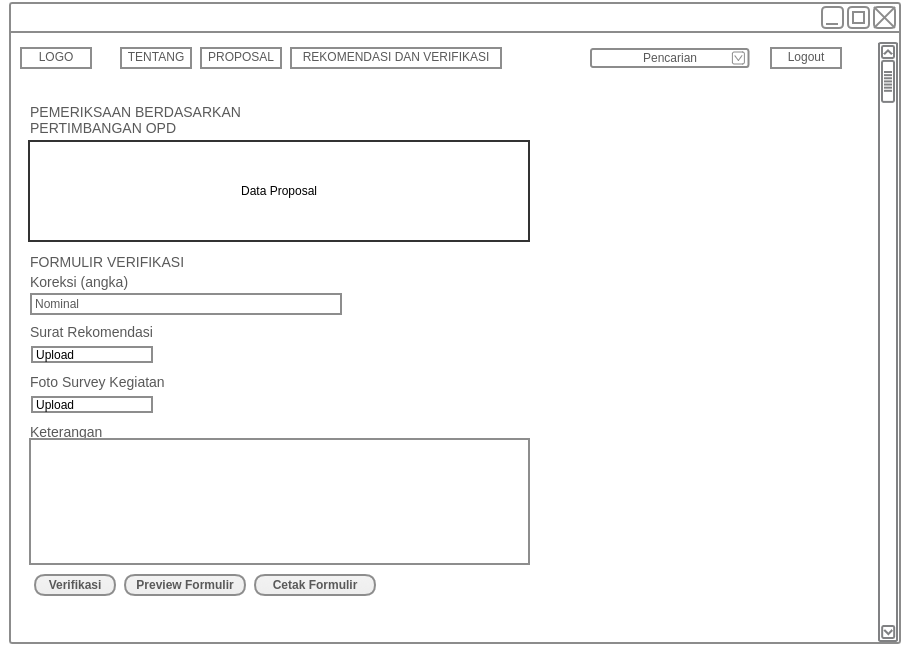 LOGO
TENTANG
PROPOSAL
REKOMENDASI DAN VERIFIKASI
Pencarian
Logout
PEMERIKSAAN BERDASARKAN
PERTIMBANGAN OPD
Data Proposal
FORMULIR VERIFIKASI
Koreksi (angka)
Nominal
Surat Rekomendasi
Upload
Foto Survey Kegiatan
Upload
Keterangan
Verifikasi
Preview Formulir
Cetak Formulir